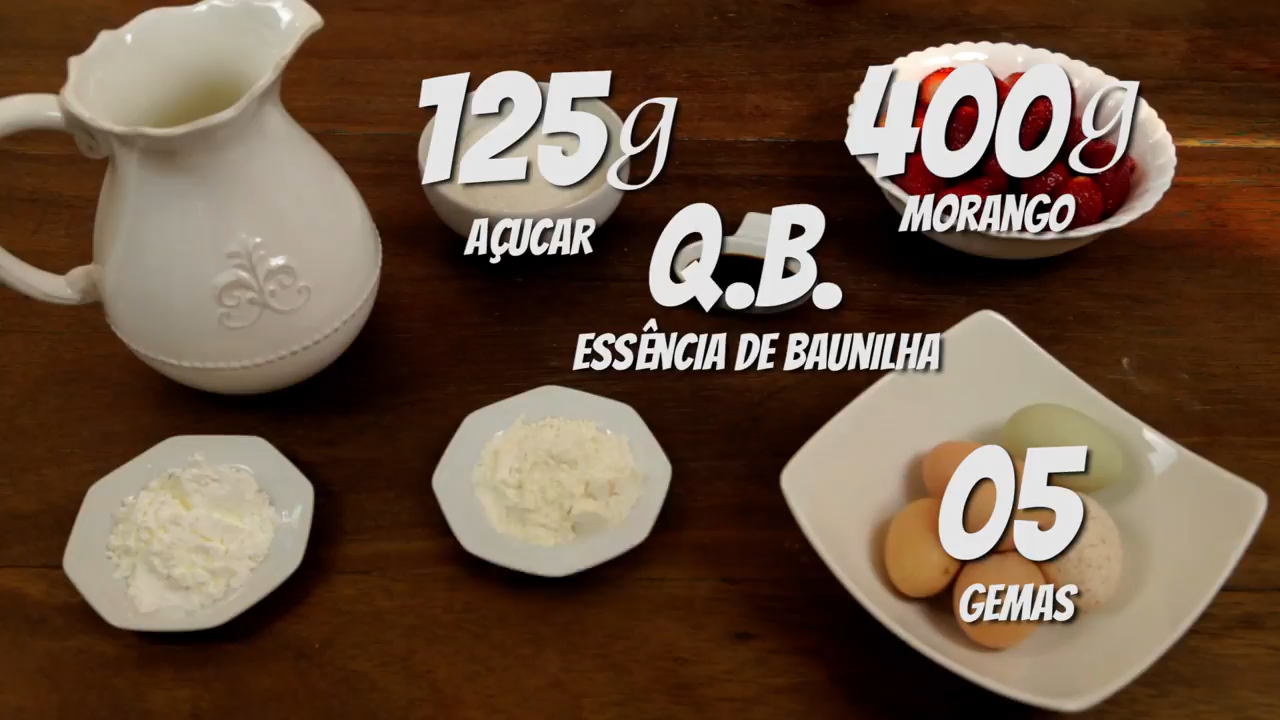 125g
AÇUCAR
400g
MORANGO
Q.B.
ESSÊNCIA DE BAUNILHA
05
GEMAS